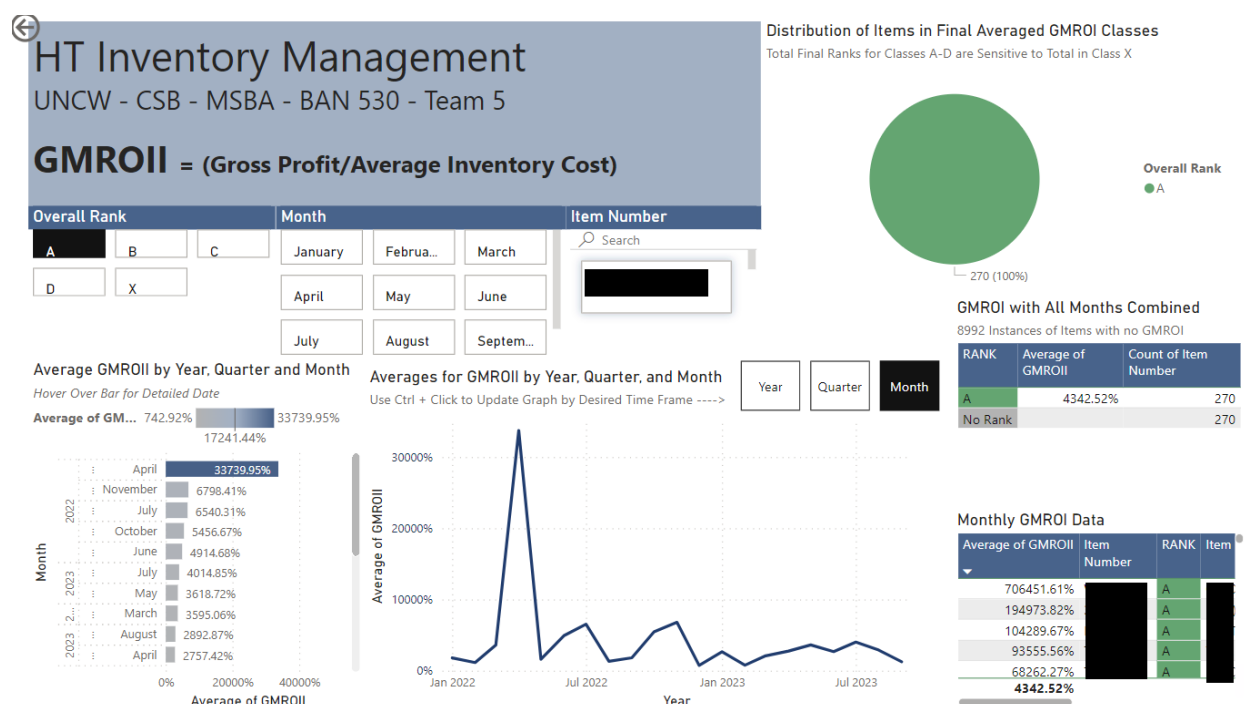 HT Inventory Management
UNCW - CSB - MSBA - BAN 530 - Team 5
GMROII = (Gross Profit/Average Inventory Cost)
Overall Rank
A
B
C
D
X
Month
January
Februa...
March
April
May
June
July
August
Septem...
Item Number
Search
Distribution of Items in Final Averaged GMROI Classes
Total Final Ranks for Classes A-D are Sensitive to Total in Class X
Overall Rank
A
270 (100%)
GMROI with All Months Combined
8992 Instances of Items with no GMROI
RANK Average of GMROII Count of Item Number
A 4342.52% 270
No Rank 270
Average GMROII by Year, Quarter and Month
Hover Over Bar for Detailed Date
Average of GM... 742.92% 33739.95%
17241.44%
Month
2022
April 33739.95%
November 6798.41%
July 6540.31%
October 5456.67%
June 4914.68%
2023
July 4014.85%
May 3618.72%
2...
March 3595.06%
2023
August 2892.87%
April 2757.42%
0% 20000% 40000%
Average of GMROII
Averages for GMROII by Year, Quarter, and Month
Use Ctrl + Click to Update Graph by Desired Time Frame ---->
Year
Quarter
Month
Average of GMROII
30000%
20000%
10000%
0%
Jan 2022 Jul 2022 Jan 2023 Jul 2023
Year
Monthly GMROI Data
Average of GMROII Item Number RANK Item
706451.61% A
194973.82% A
104289.67% A
93555.56% A
68262.27% A
4342.52%